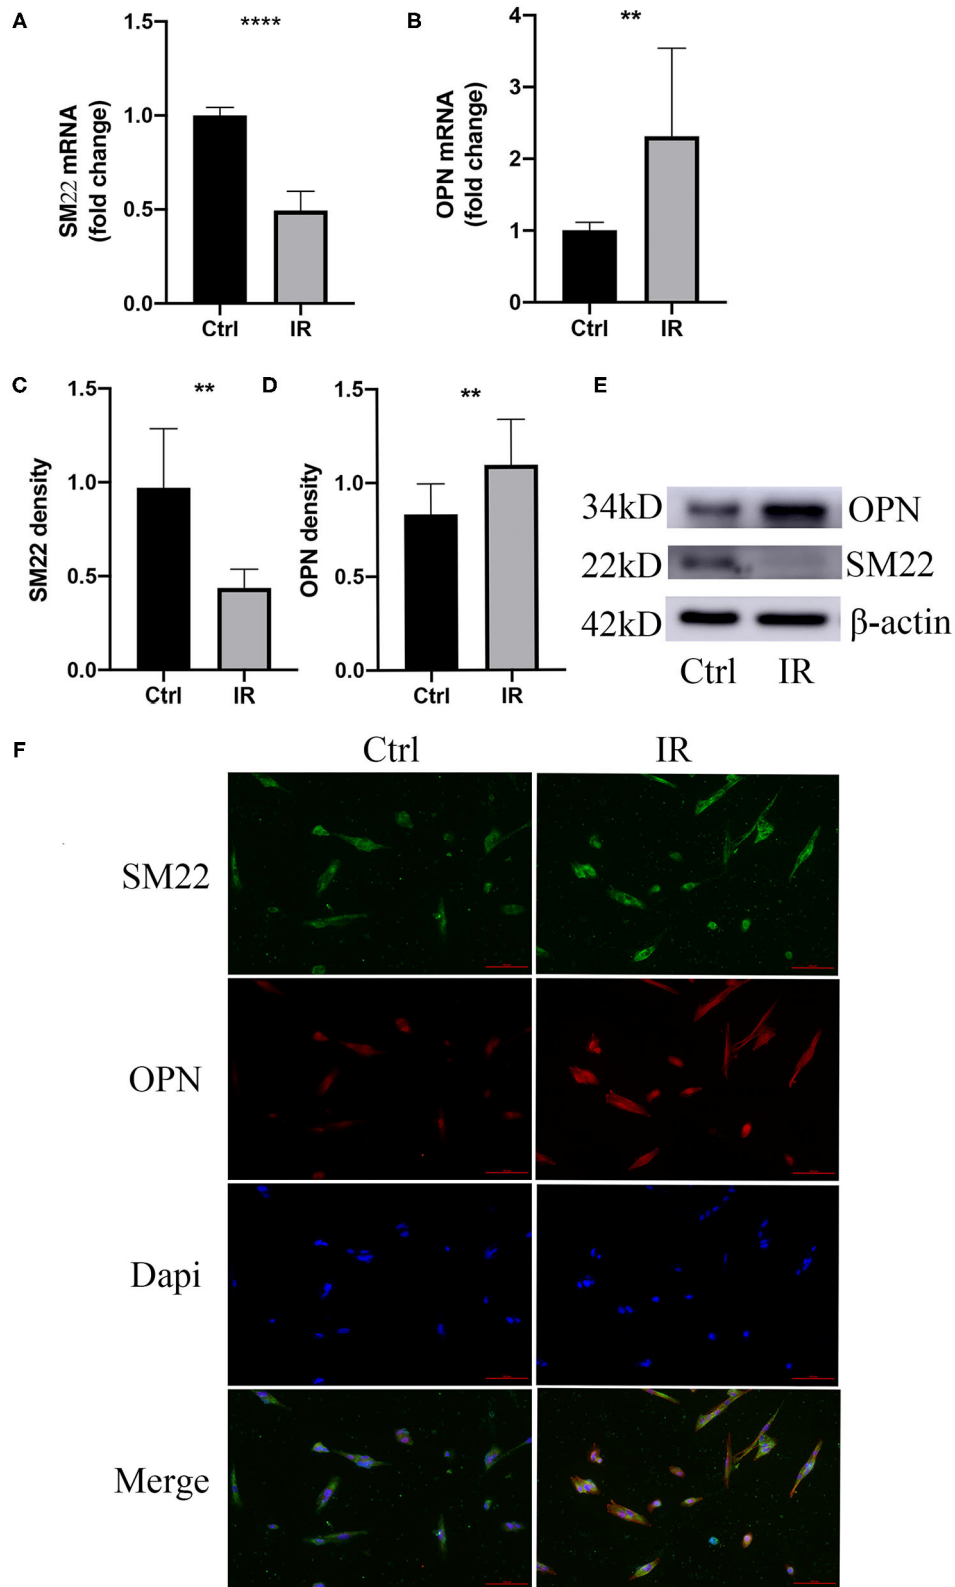 A
SM22 mRNA
(fold change)
1.5
1.0
0.5
0.0
****
Ctrl IR
B
OPN mRNA
(fold change)
4
3
2
1
0
**
Ctrl IR
C
SM22 density
1.5
1.0
0.5
0.0
**
Ctrl IR
D
OPN density
1.5
1.0
0.5
0.0
**
Ctrl IR
E
34kD OPN
22kD SM22
42kD β-actin
Ctrl IR
F
Ctrl IR
SM22
OPN
Dapi
Merge